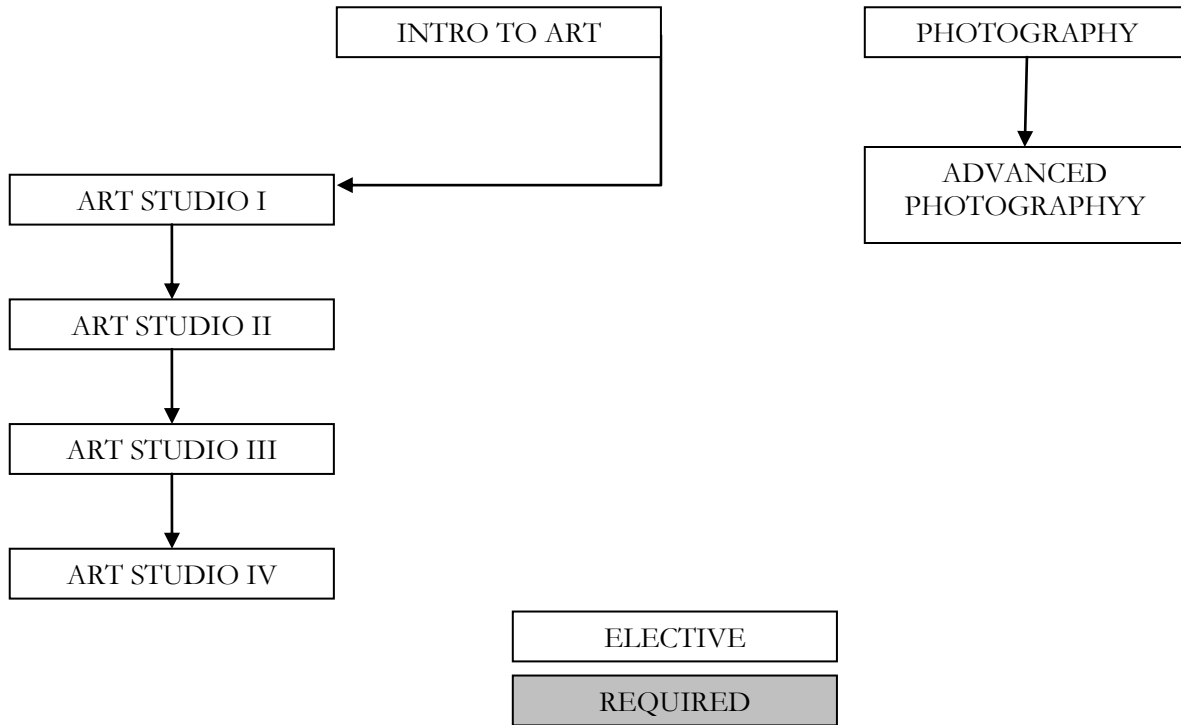 INTRO TO ART
PHOTOGRAPHY
ADVANCED
PHOTOGRAPHYY
ART STUDIO I
ART STUDIO II
ART STUDIO III
ART STUDIO IV
ELECTIVE
REQUIRED